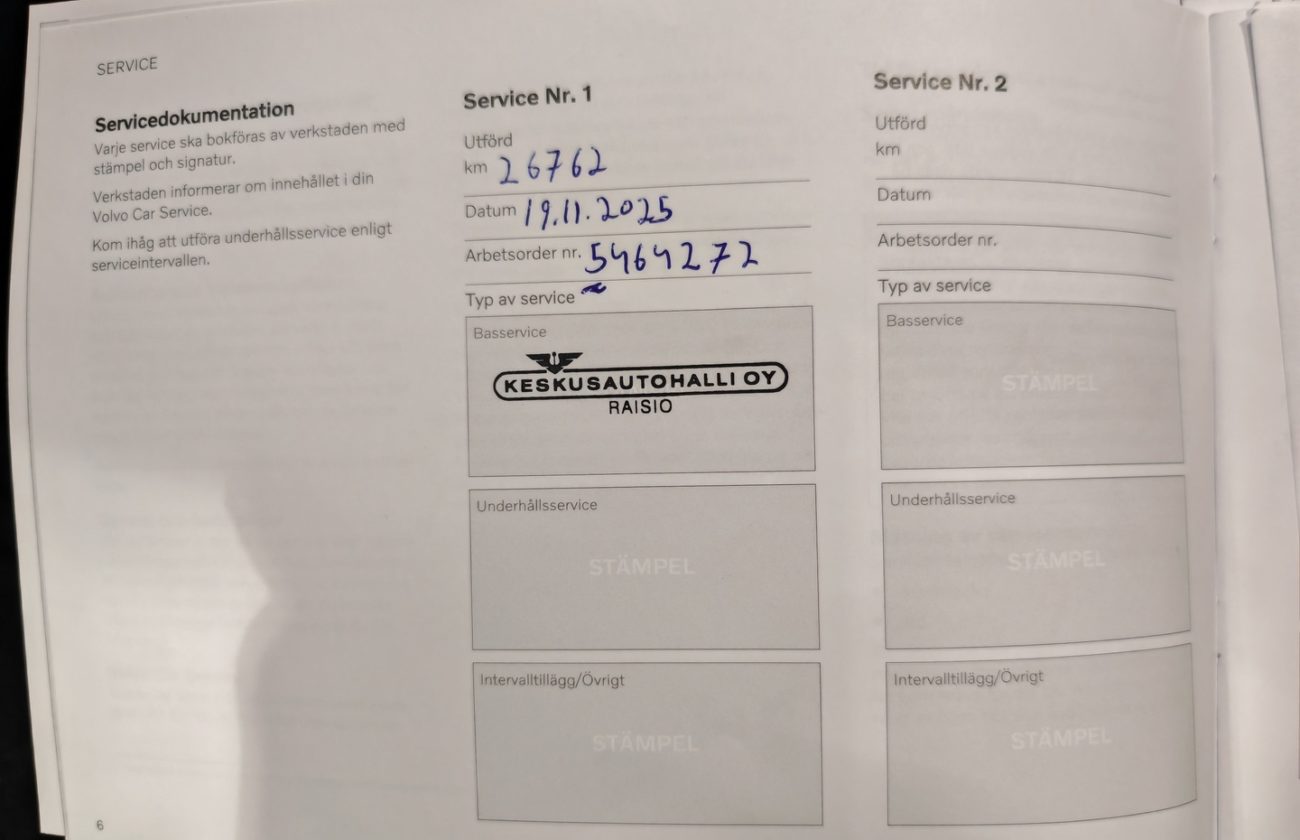 SERVICE
Servicedokumentation
Varje service ska bokföras av verkstaden med
stämpel och signatur.
Verkstaden informerar om innehållet i din
Volvo Car Service.
Kom ihåg att utföra underhållsservice enligt
serviceintervallen.
Service Nr. 1
Utförd
km 26762
Datum 19.11.2025
Arbetsorder nr. 5464272
Typ av service
Basservice
KESKUSAUTOHALLI OY
RAISIO
Underhållsservice
STÄMPEL
Intervalltillägg/Övrigt
STÄMPEL
Service Nr. 2
Utförd
km
Datum
Arbetsorder nr.
Typ av service
Basservice
STÄMPEL
Underhållsservice
STÄMPEL
Intervalltillägg/Övrigt
STÄMPEL
6